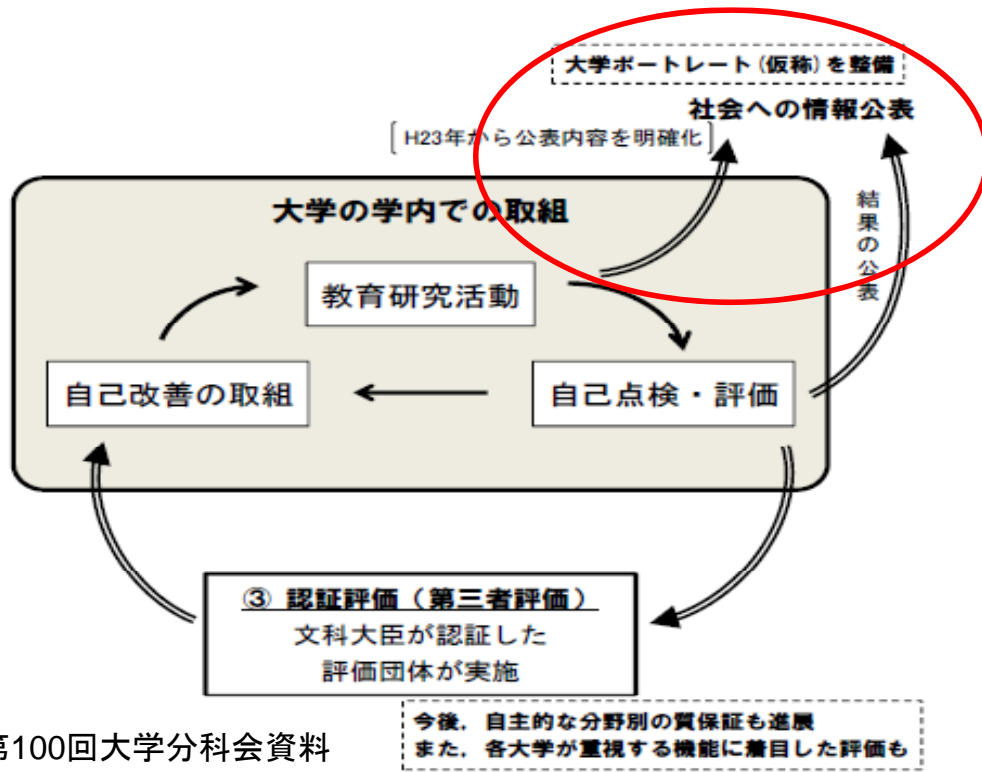 大学ポートレート(仮称)を整備
社会への情報公表
[H23年から公表内容を明確化]
大学の学内での取組
結果の公表
教育研究活動
自己改善の取組
自己点検・評価
③ 認証評価（第三者評価）
文科大臣が認証した
評価団体が実施
今後，自主的な分野別の質保証も進展
また，各大学が重視する機能に着目した評価も
第100回大学分科会資料